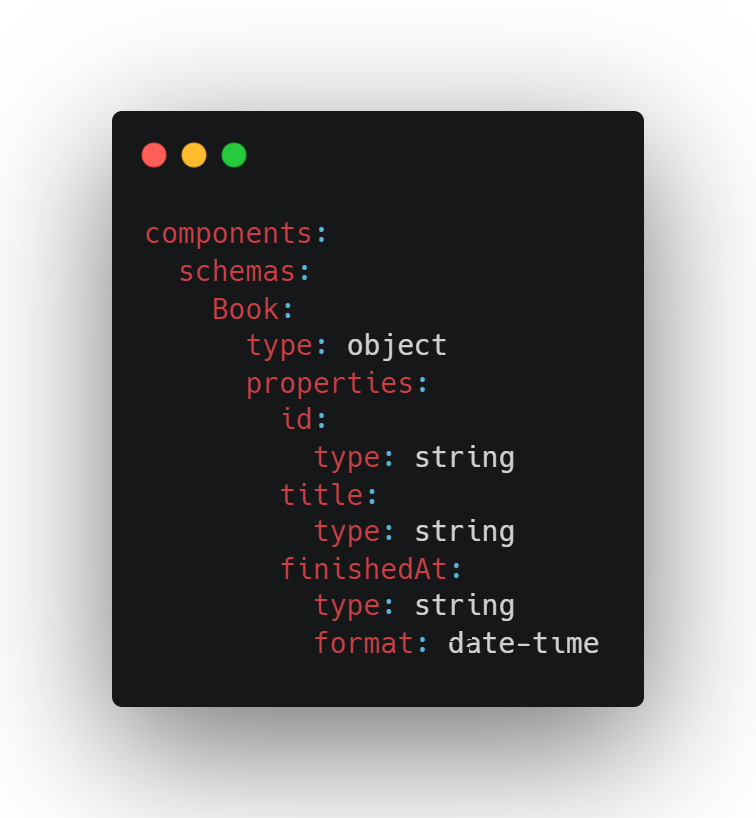 components:
  schemas:
    Book:
      type: object
      properties:
        id:
          type: string
        title:
          type: string
        finishedAt:
          type: string
          format: date-time